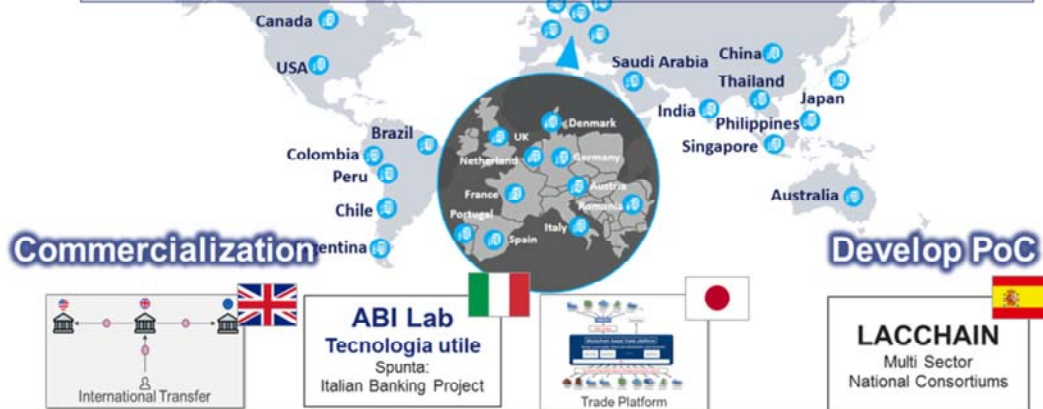 Canada
USA
Saudi Arabia
China
Thailand
Japan
India
Philippines
Singapore
Brazil
Colombia
Peru
Chile
Australia
UK
Denmark
Netherland
Germany
France
Austria
Romania
Portugal
Spain
Italy
Commercialization
Develop PoC
International Transfer
ABI Lab
Tecnologia utile
Spunta:
Italian Banking Project
Trade Platform
LACCHAIN
Multi Sector
National Consortiums